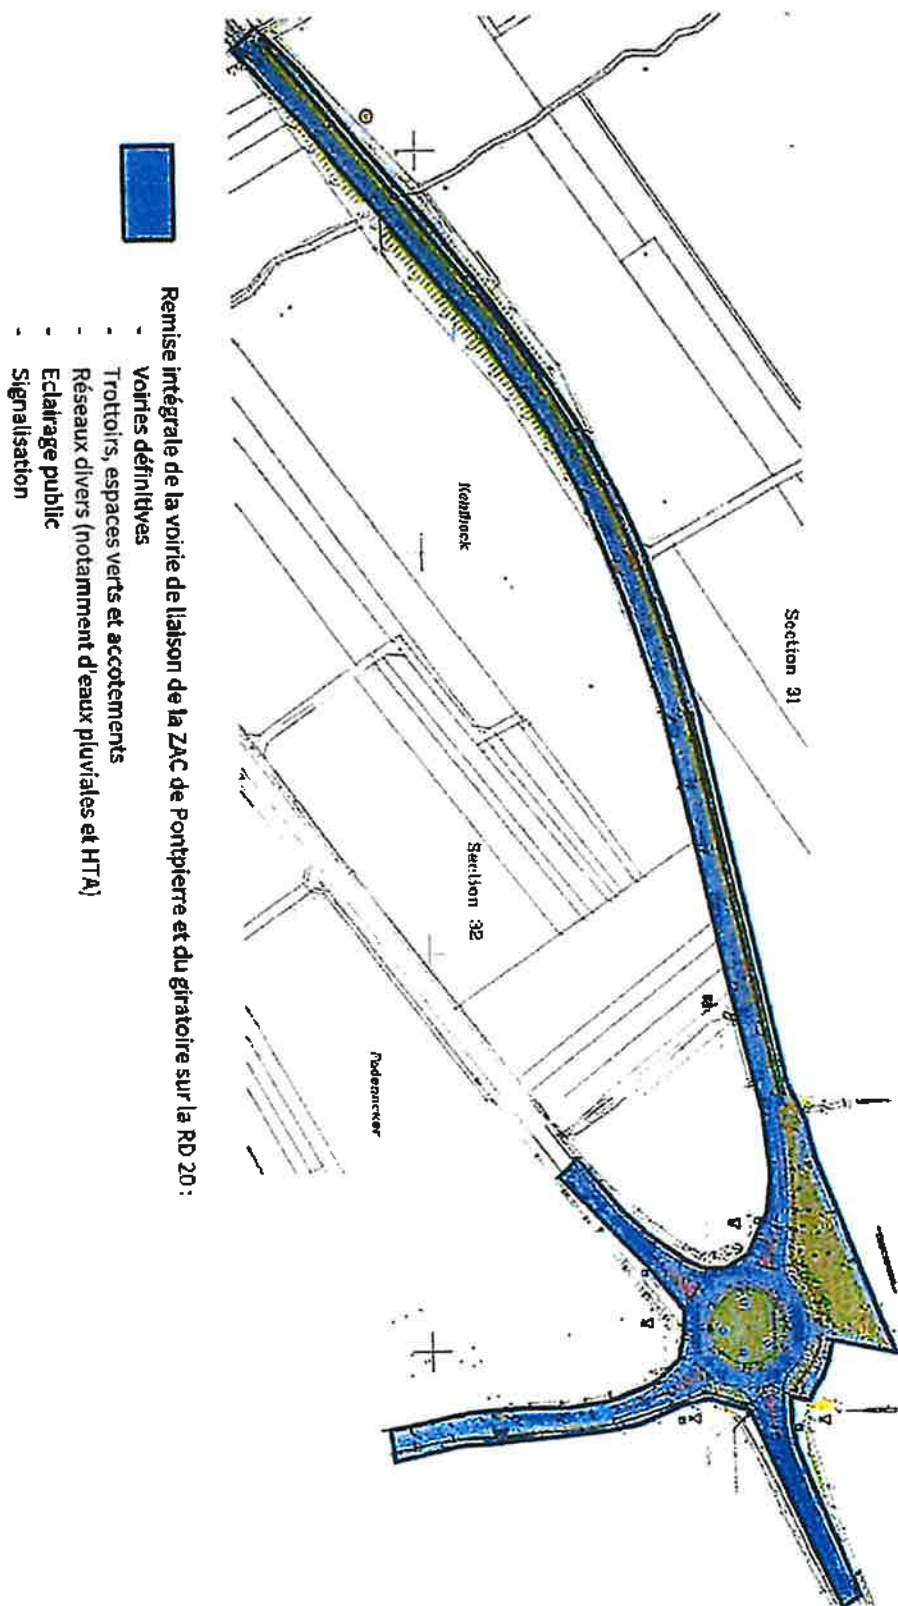 Section 31
Section 32
Remise intégrale de la voirie de liaison de la ZAC de Pontpierre et du giratoire sur la RD 20 :
- Voiries définitives
- Trottoirs, espaces verts et accotements
- Réseaux divers (notamment d'eaux pluviales et HTA)
- Eclairage public
- Signalisation